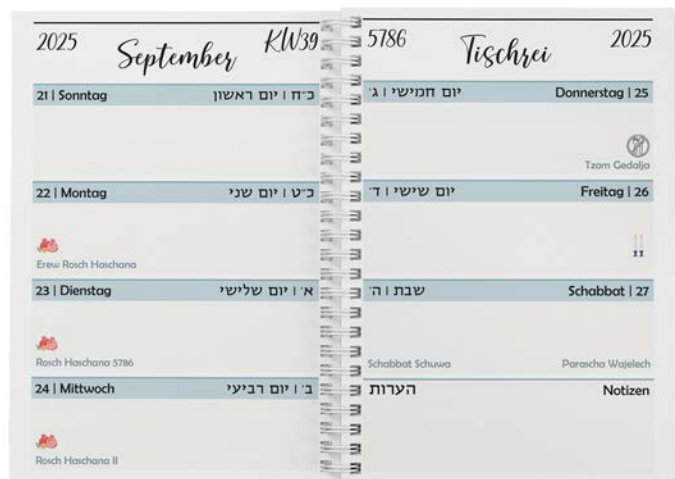 2025 September KW39
21 | Sonntag כ״ח | יום ראשון
22 | Montag כ״ט | יום שני
Erew Rosch Haschana
23 | Dienstag א׳ | יום שלישי
Rosch Haschana 5786
24 | Mittwoch ב׳ | יום רביעי
Rosch Haschana II
5786 Tischrei 2025
יום חמישי | ג׳ Donnerstag | 25
Tzom Gedalja
יום שישי | ד׳ Freitag | 26
שבת | ה׳ Schabbat | 27
Schabbat Schuwa Parascha Wajelech
הערות Notizen